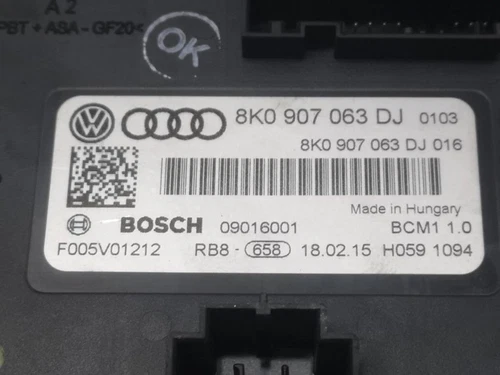 A 2
PBT + ASA - GF20<
OK
8K0 907 063 DJ 0103
8K0 907 063 DJ 016
Made in Hungary
BOSCH 09016001 BCM1 1.0
F005V01212 RB8 - 658 18.02.15 H059 1094